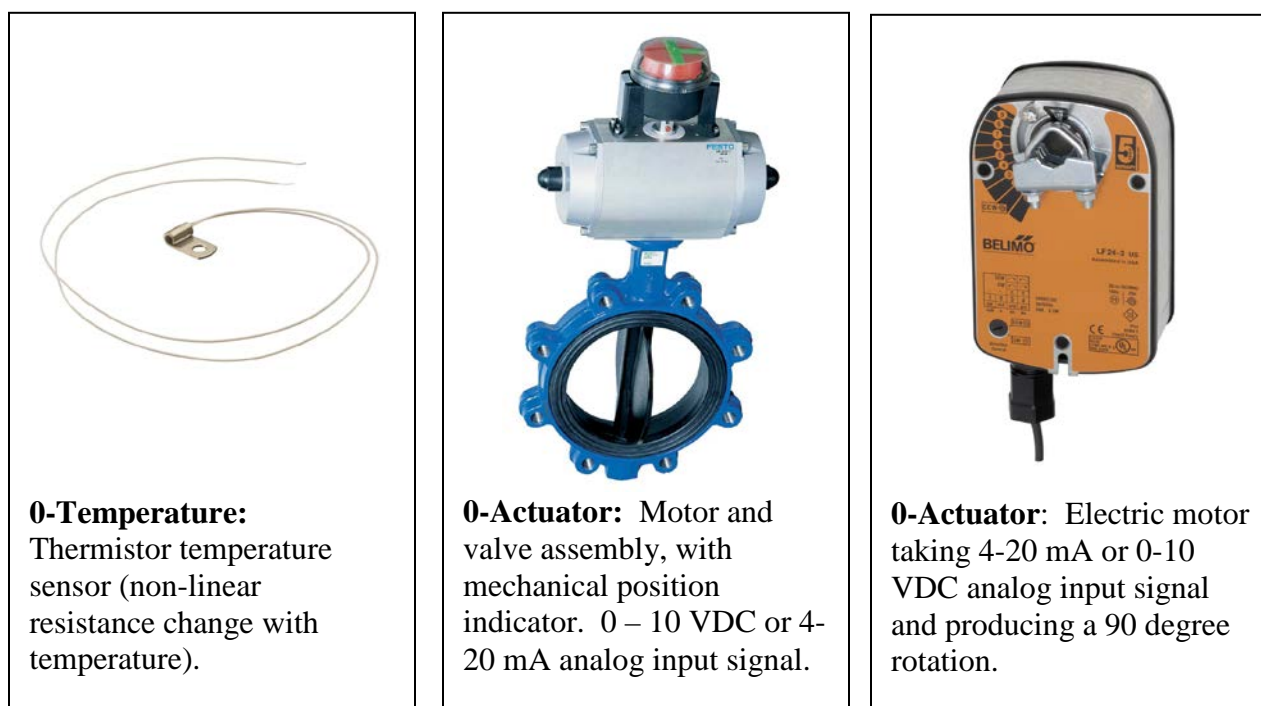 0-Temperature:
Thermistor temperature
sensor (non-linear
resistance change with
temperature).
FESTO
0-Actuator: Motor and
valve assembly, with
mechanical position
indicator. 0 – 10 VDC or 4-
20 mA analog input signal.
5
CCW
BELIMO
LF24-3 US
0-Actuator: Electric motor
taking 4-20 mA or 0-10
VDC analog input signal
and producing a 90 degree
rotation.